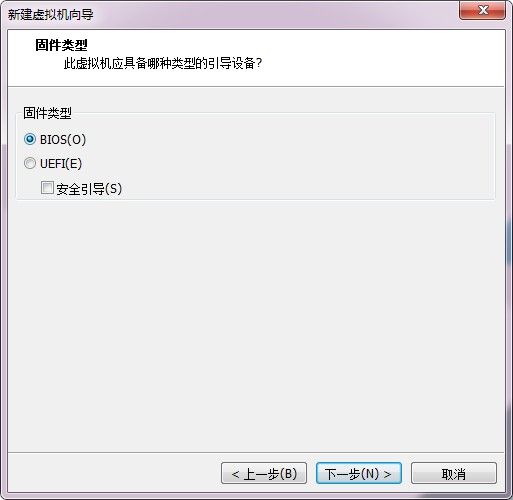 新建虚拟机向导
固件类型
此虚拟机应具备哪种类型的引导设备?
固件类型
BIOS(O)
UEFI(E)
安全引导(S)
< 上一步(B)
下一步(N) >
取消